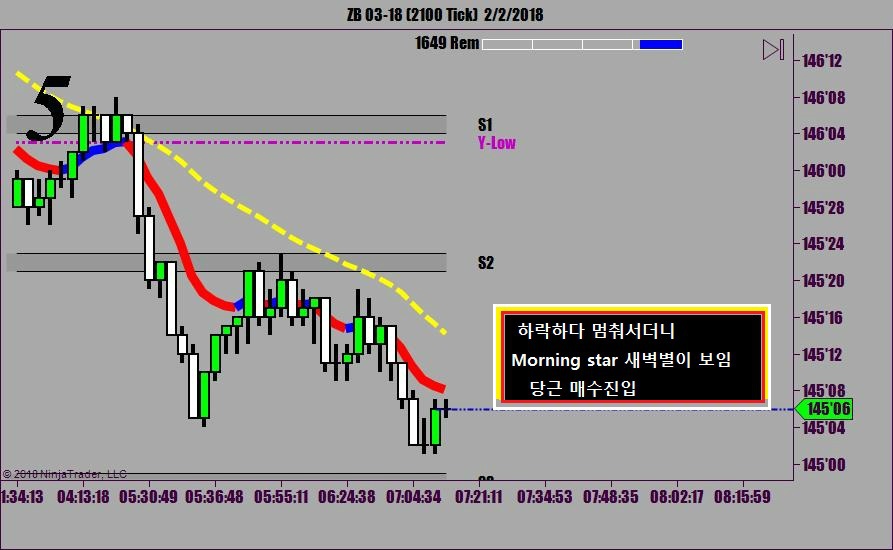 ZB 03-18 (2100 Tick) 2/2/2018
1649 Rem
5
146'12
146'08
S1
146'04
Y-Low
146'00
145'28
145'24
S2
145'20
145'16
하락하다 멈춰서더니
Morning star 새벽별이 보임
당근 매수진입
145'12
145'08
145'06
145'04
145'00
© 2018 NinjaTrader, LLC
1:34:13 04:13:18 05:30:49 05:36:48 05:55:11 06:24:38 07:04:34 07:21:11 07:34:53 07:48:35 08:02:17 08:15:59